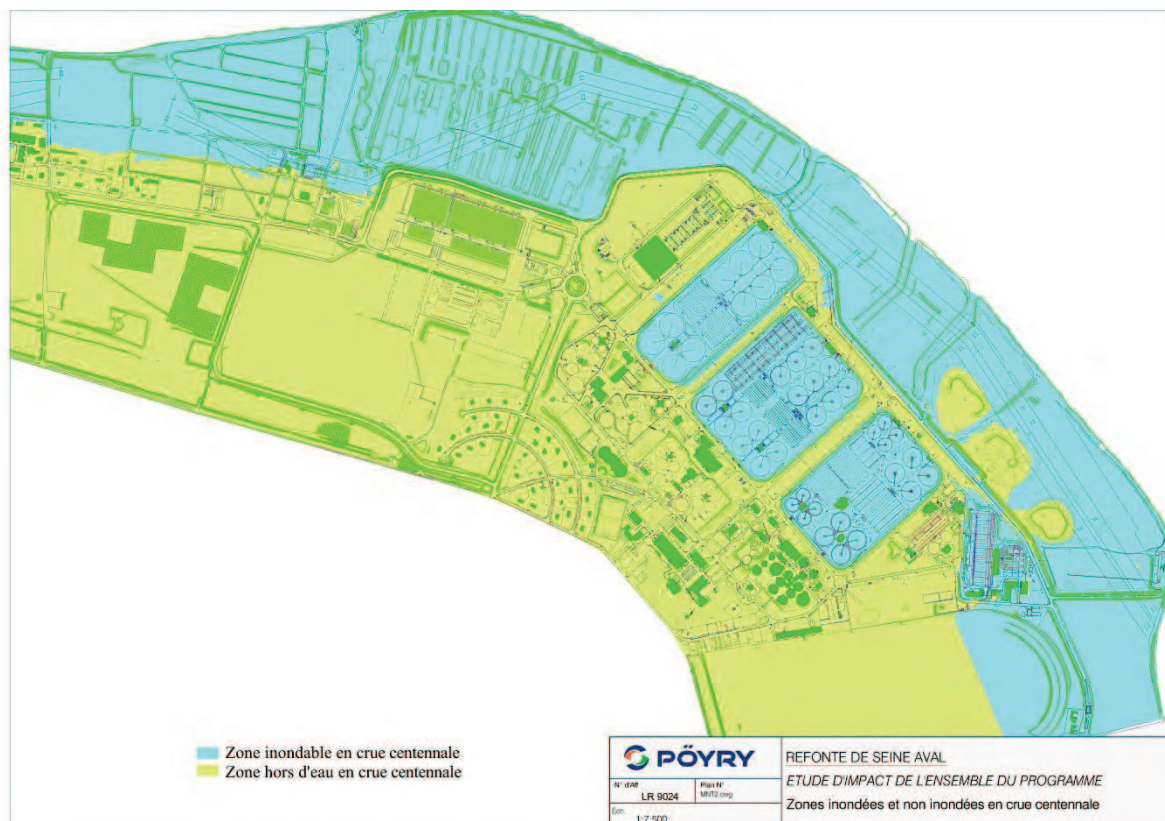 Zone inondable en crue centennale
Zone hors d'eau en crue centennale
PÖYRY
N° d'Aff
LR 9024
Plan N°
MNT2.dwg
Ech.
1:7 500
REFONTE DE SEINE AVAL
ETUDE D'IMPACT DE L'ENSEMBLE DU PROGRAMME
Zones inondées et non inondées en crue centennale